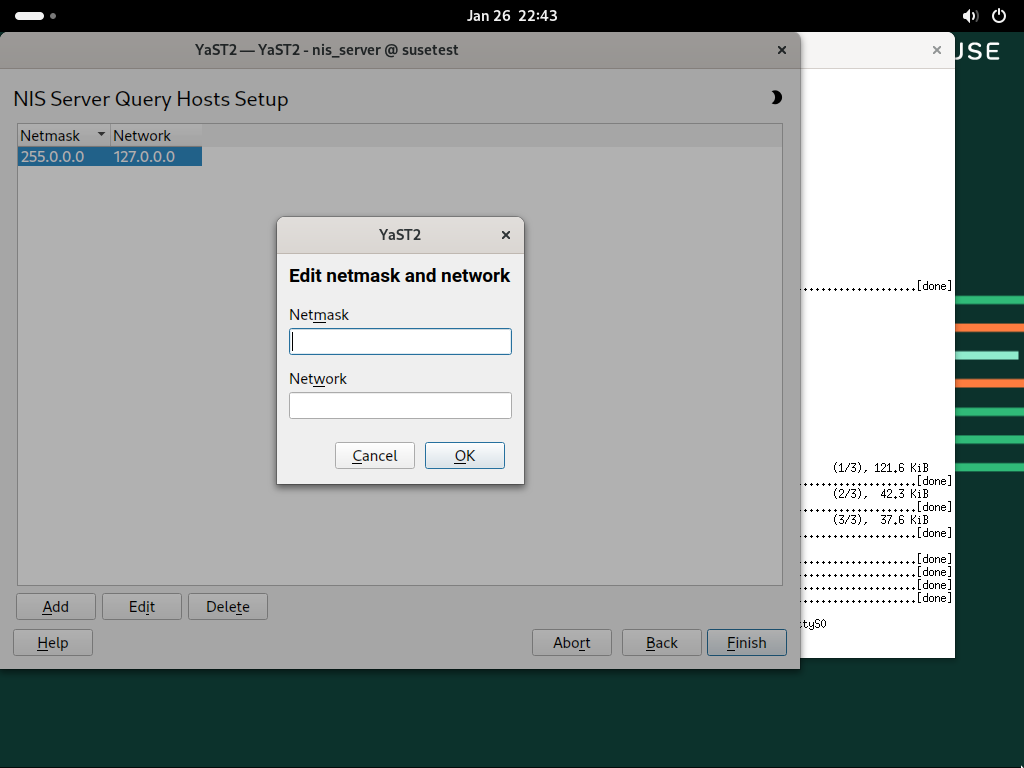 Jan 26 22:43
YaST2 — YaST2 - nis_server @ susetest
USE
NIS Server Query Hosts Setup
Netmask Network
255.0.0.0 127.0.0.0
YaST2
Edit netmask and network
Netmask
Network
Cancel OK
..................[done]
(1/3), 121.6 KiB
..................[done]
(2/3), 42.3 KiB
..................[done]
(3/3), 37.6 KiB
..................[done]
..................[done]
..................[done]
..................[done]
..................[done]
ttyS0
Add Edit Delete
Help Abort Back Finish